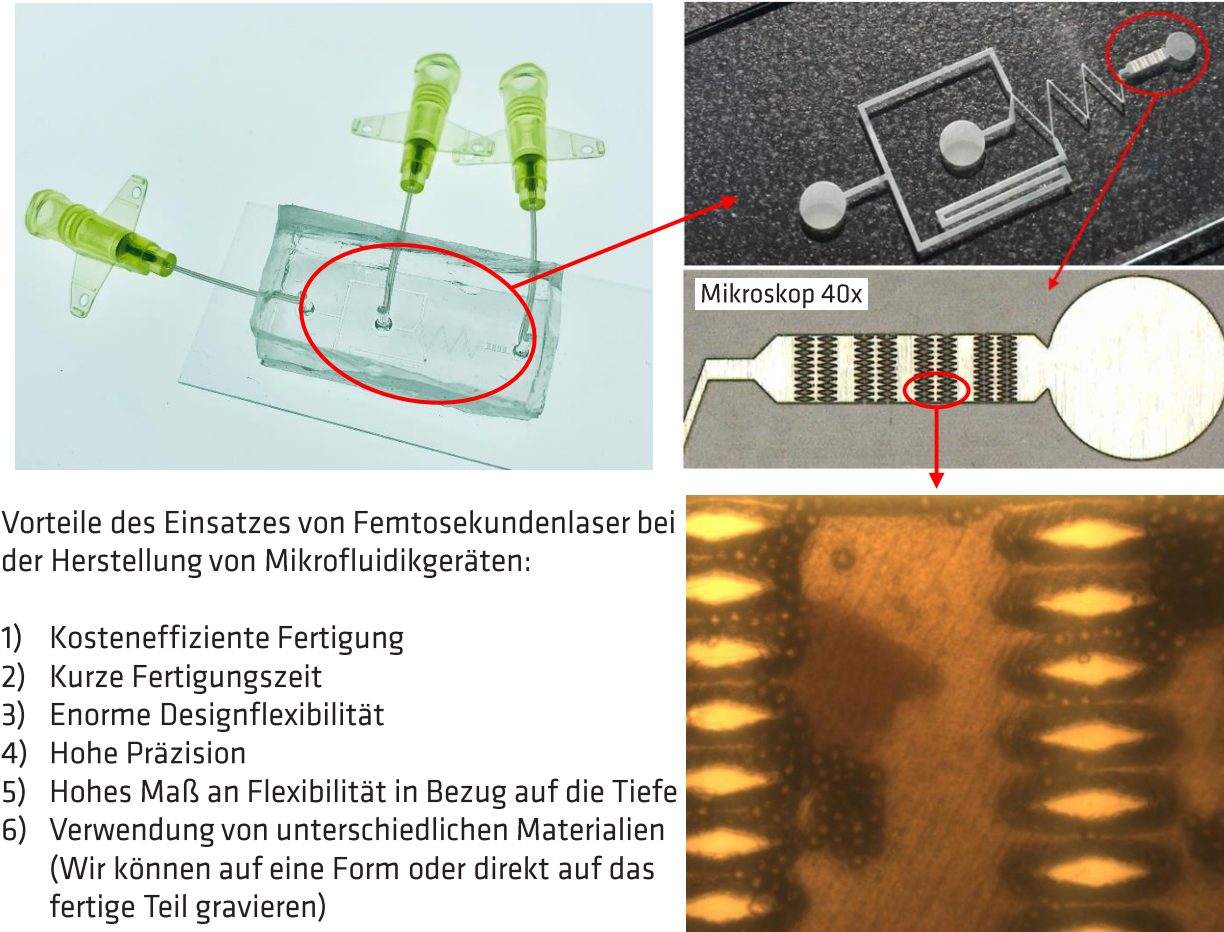 Mikroskop 40x
Vorteile des Einsatzes von Femtosekundenlaser bei
der Herstellung von Mikrofluidikgeräten:
1) Kosteneffiziente Fertigung
2) Kurze Fertigungszeit
3) Enorme Designflexibilität
4) Hohe Präzision
5) Hohes Maß an Flexibilität in Bezug auf die Tiefe
6) Verwendung von unterschiedlichen Materialien
(Wir können auf eine Form oder direkt auf das
fertige Teil gravieren)